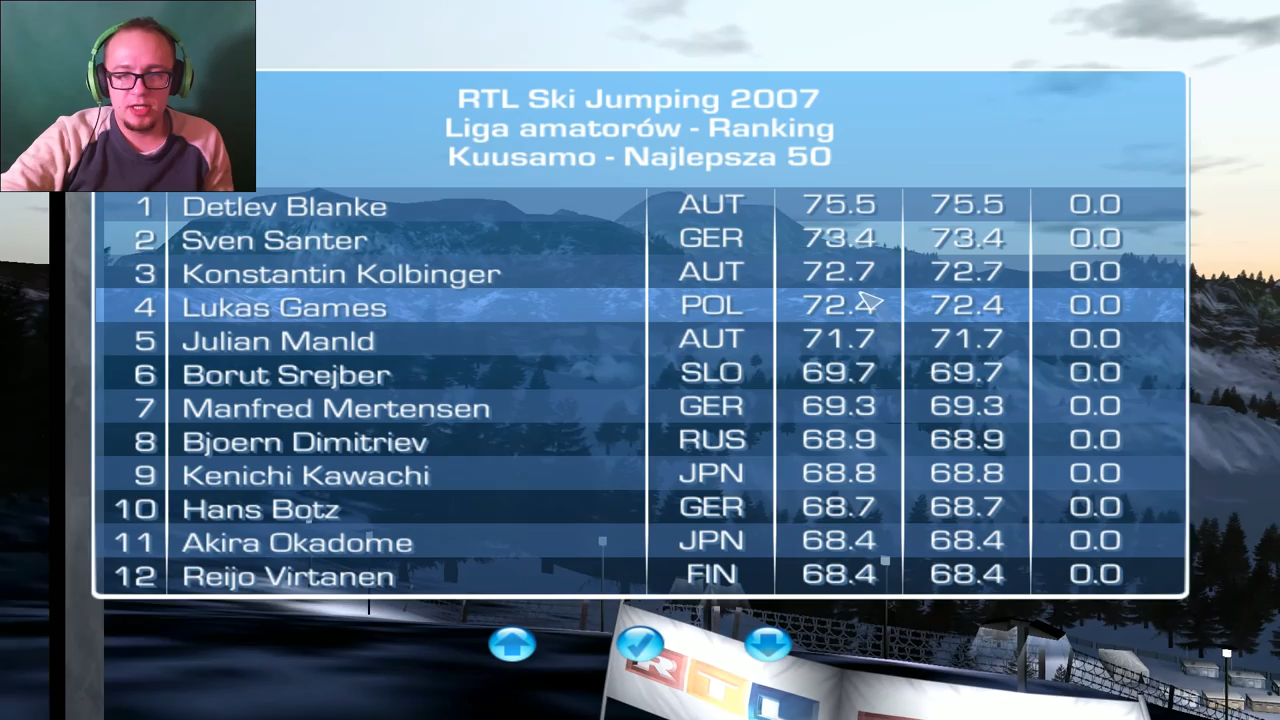 RTL Ski Jumping 2007
Liga amatorów - Ranking
Kuusamo - Najlepsza 50
1 Detlev Blanke AUT 75.5 75.5 0.0
2 Sven Santer GER 73.4 73.4 0.0
3 Konstantin Kolbinger AUT 72.7 72.7 0.0
4 Lukas Games POL 72.4 72.4 0.0
5 Julian Manld AUT 71.7 71.7 0.0
6 Borut Srejber SLO 69.7 69.7 0.0
7 Manfred Mertensen GER 69.3 69.3 0.0
8 Bjoern Dimitriev RUS 68.9 68.9 0.0
9 Kenichi Kawachi JPN 68.8 68.8 0.0
10 Hans Botz GER 68.7 68.7 0.0
11 Akira Okadome JPN 68.4 68.4 0.0
12 Reijo Virtanen FIN 68.4 68.4 0.0
RTL